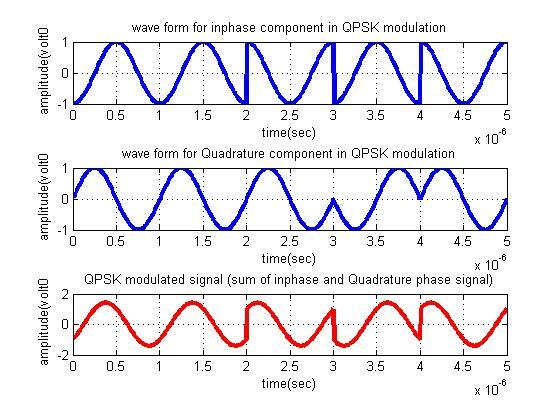 wave form for inphase component in QPSK modulation
amplitude(volt0
1
0
-1
0 0.5 1 1.5 2 2.5 3 3.5 4 4.5 5
time(sec)
x 10-6
wave form for Quadrature component in QPSK modulation
amplitude(volt0
1
0
-1
0 0.5 1 1.5 2 2.5 3 3.5 4 4.5 5
time(sec)
x 10-6
QPSK modulated signal (sum of inphase and Quadrature phase signal)
amplitude(volt0
2
0
-2
0 0.5 1 1.5 2 2.5 3 3.5 4 4.5 5
time(sec)
x 10-6